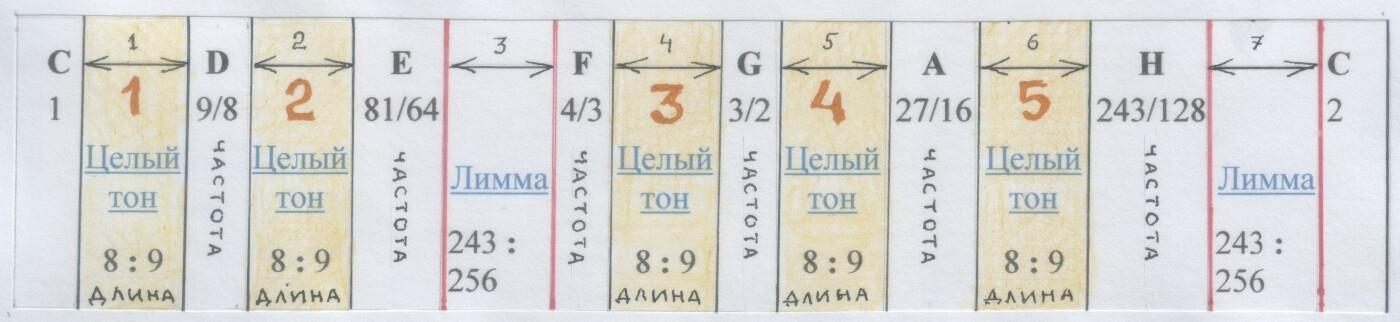 C
1
1
1
Целый
тон
8 : 9
ДЛИНА
D
9/8
ЧАСТОТА
2
2
Целый
тон
8 : 9
ДЛИНА
E
81/64
ЧАСТОТА
3
Лимма
243 :
256
F
4/3
ЧАСТОТА
4
3
Целый
тон
8 : 9
ДЛИНА
G
3/2
ЧАСТОТА
5
4
Целый
тон
8 : 9
ДЛИНА
A
27/16
ЧАСТОТА
6
5
Целый
тон
8 : 9
ДЛИНА
H
243/128
ЧАСТОТА
7
Лимма
243 :
256
C
2